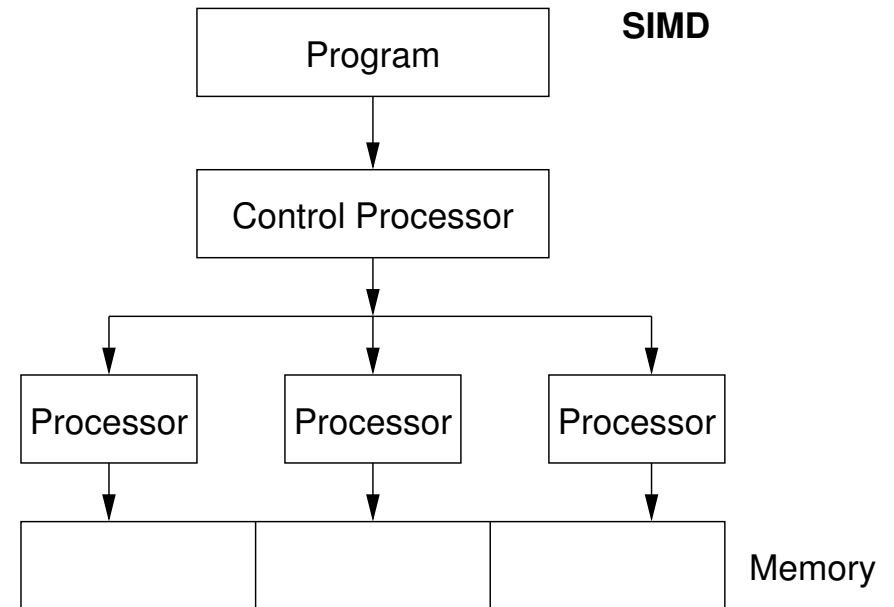 SIMD
Program
Control Processor
Processor
Processor
Processor
Memory